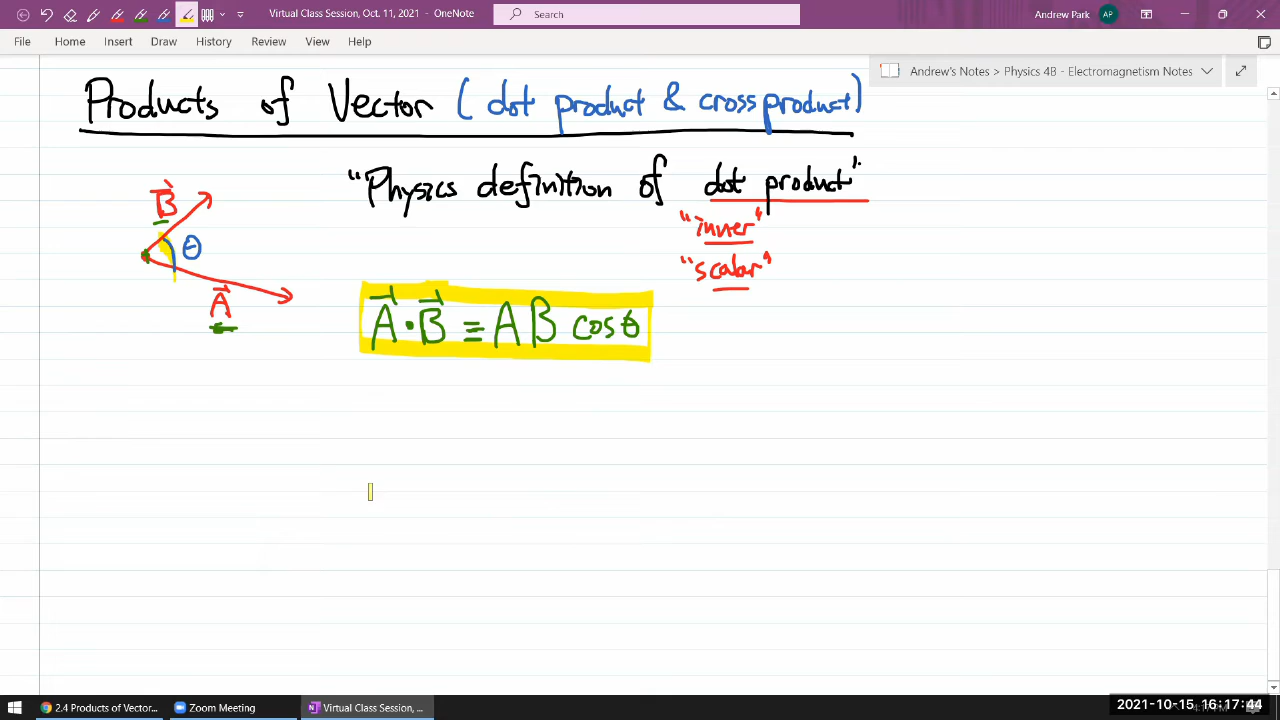 Virtual Class Session, Oct. 11, 2021 - OneNote
Search
Andrew Park
AP
File Home Insert Draw History Review View Help
Andrew's Notes > Physics 4B - Electromagnetism Notes
Products of Vector (dot product & cross product)
"Physics definition of dot product"
"inner"
"scalar"
B
θ
A
A·B ≡ AB cosθ
2.4 Products of Vector...
Zoom Meeting
Virtual Class Session, ...
2021-10-15 16:17:44